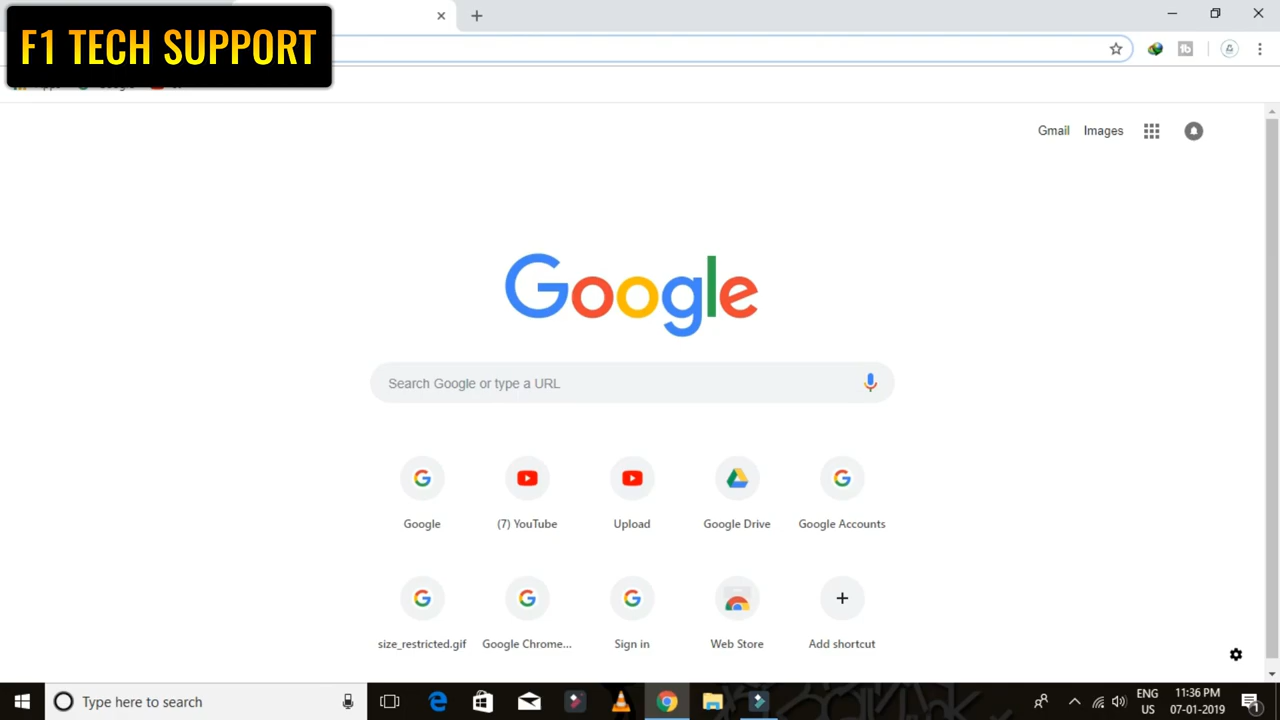 F1 TECH SUPPORT
Gmail Images
Google
Search Google or type a URL
Google
(7) YouTube
Upload
Google Drive
Google Accounts
size_restricted.gif
Google Chrome...
Sign in
Web Store
Add shortcut
Type here to search
ENG
US
11:36 PM
07-01-2019